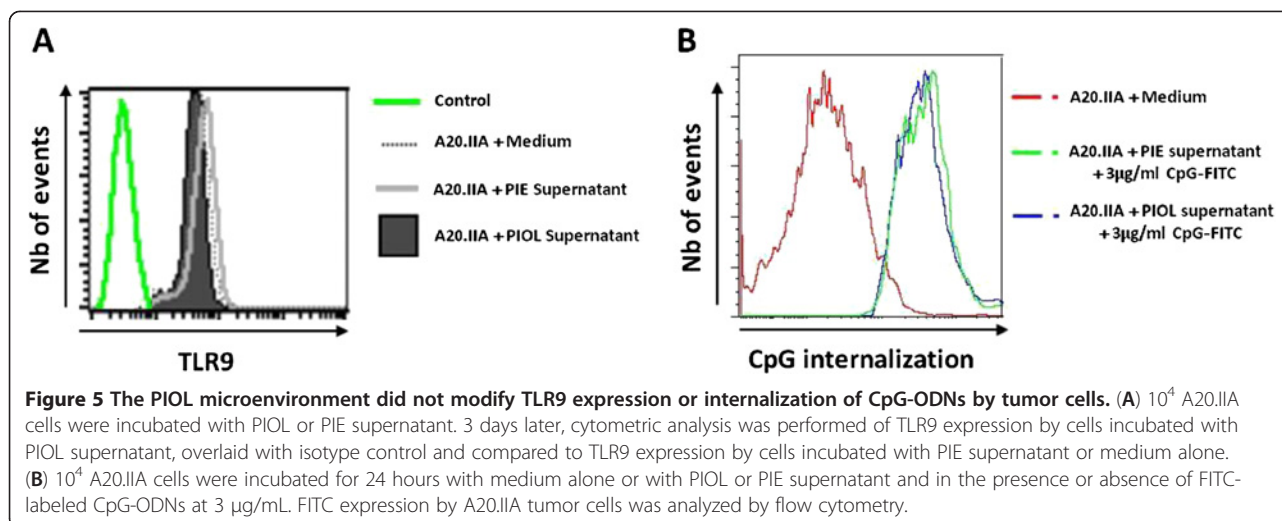 A
Nb of events
TLR9
Control
A20.IIA + Medium
A20.IIA + PIE Supernatant
A20.IIA + PIOL Supernatant
B
Nb of events
CpG internalization
A20.IIA + Medium
A20.IIA + PIE supernatant
+ 3µg/ml CpG-FITC
A20.IIA + PIOL supernatant
+ 3µg/ml CpG-FITC
Figure 5 The PIOL microenvironment did not modify TLR9 expression or internalization of CpG-ODNs by tumor cells. (A) 10⁴ A20.IIA
cells were incubated with PIOL or PIE supernatant. 3 days later, cytometric analysis was performed of TLR9 expression by cells incubated with
PIOL supernatant, overlaid with isotype control and compared to TLR9 expression by cells incubated with PIE supernatant or medium alone.
(B) 10⁴ A20.IIA cells were incubated for 24 hours with medium alone or with PIOL or PIE supernatant and in the presence or absence of FITC-
labeled CpG-ODNs at 3 µg/mL. FITC expression by A20.IIA tumor cells was analyzed by flow cytometry.